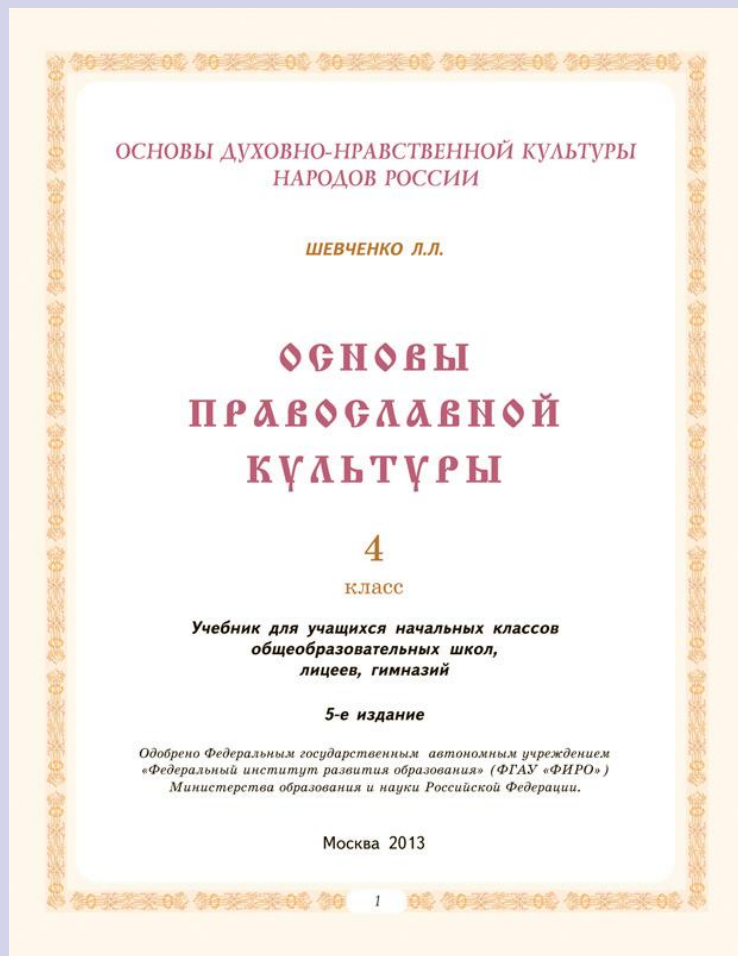 ОСНОВЫ ДУХОВНО-НРАВСТВЕННОЙ КУЛЬТУРЫ
НАРОДОВ РОССИИ
ШЕВЧЕНКО Л.Л.
ОСНОВЫ
ПРАВОСЛАВНОЙ
КУЛЬТУРЫ
4
класс
Учебник для учащихся начальных классов
общеобразовательных школ,
лицеев, гимназий
5-е издание
Одобрено Федеральным государственным автономным учреждением
«Федеральный институт развития образования» (ФГАУ «ФИРО»)
Министерства образования и науки Российской Федерации.
Москва 2013
1